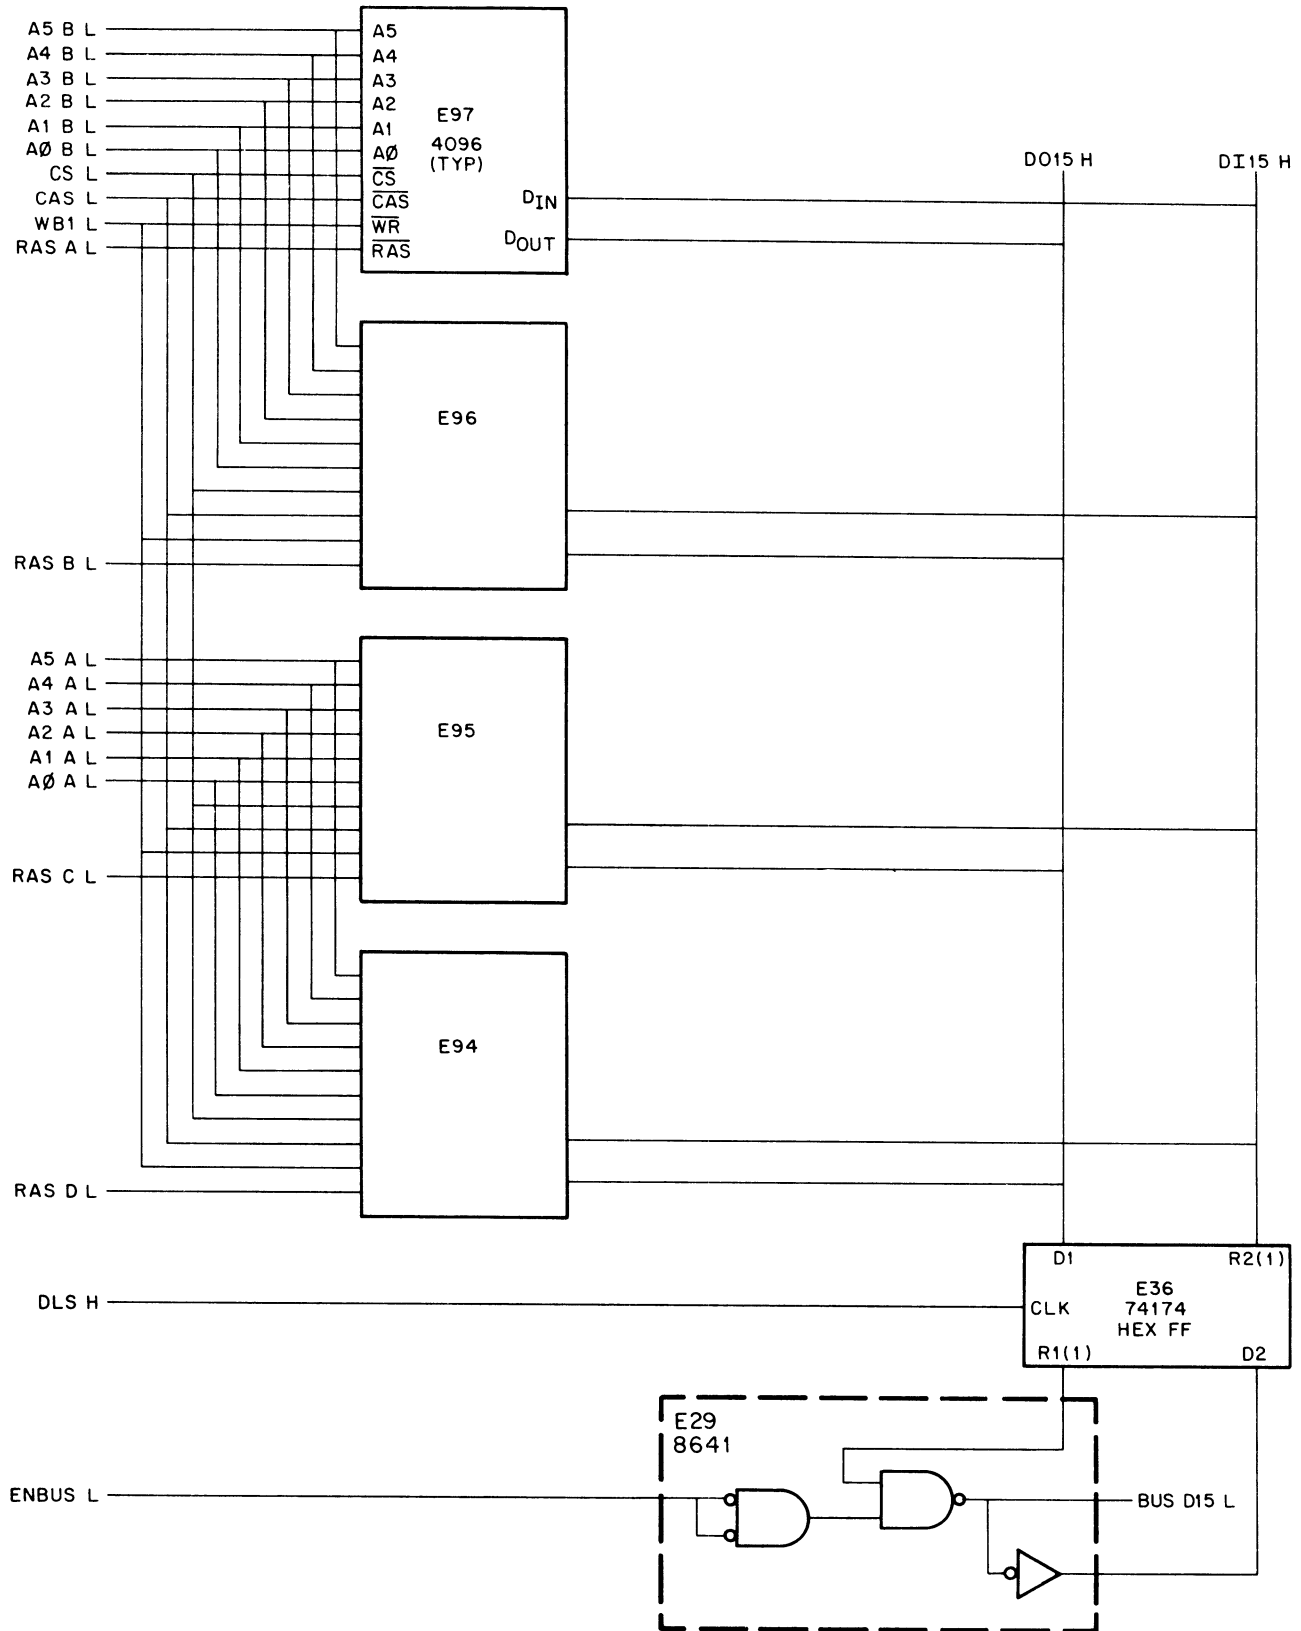 A5 B L
A4 B L
A3 B L
A2 B L
A1 B L
AØ B L
CS L
CAS L
WB1 L
RAS A L
A5
A4
A3
A2
A1
AØ
CS
CAS
WR
RAS
E97
4096
(TYP)
DIN
DOUT
DO15 H
DI15 H
E96
RAS B L
A5 A L
A4 A L
A3 A L
A2 A L
A1 A L
AØ A L
E95
RAS C L
E94
RAS D L
DLS H
D1
R2(1)
E36
CLK
74174
HEX FF
R1(1)
D2
E29
8641
ENBUS L
BUS D15 L